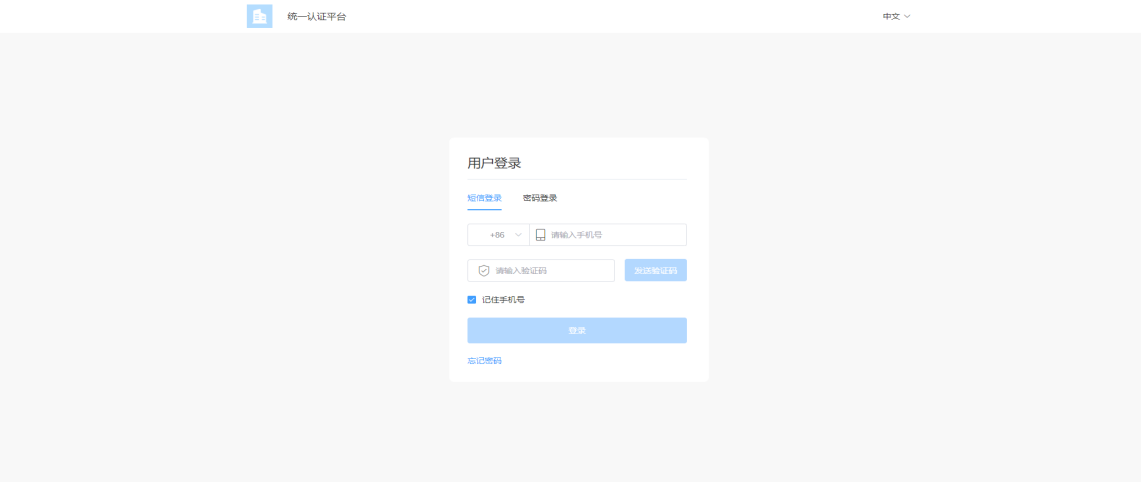 统一认证平台 中文
用户登录
短信登录 密码登录
+86 请输入手机号
请输入验证码 发送验证码
记住手机号
登录
忘记密码